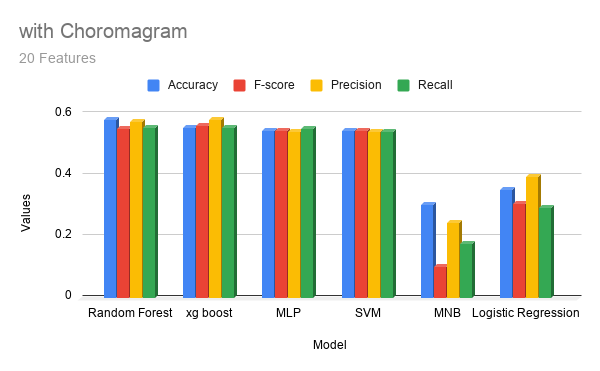 with Choromagram
20 Features
Accuracy F-score Precision Recall
0.6
0.4
0.2
0
Values
Random Forest xg boost MLP SVM MNB Logistic Regression
Model